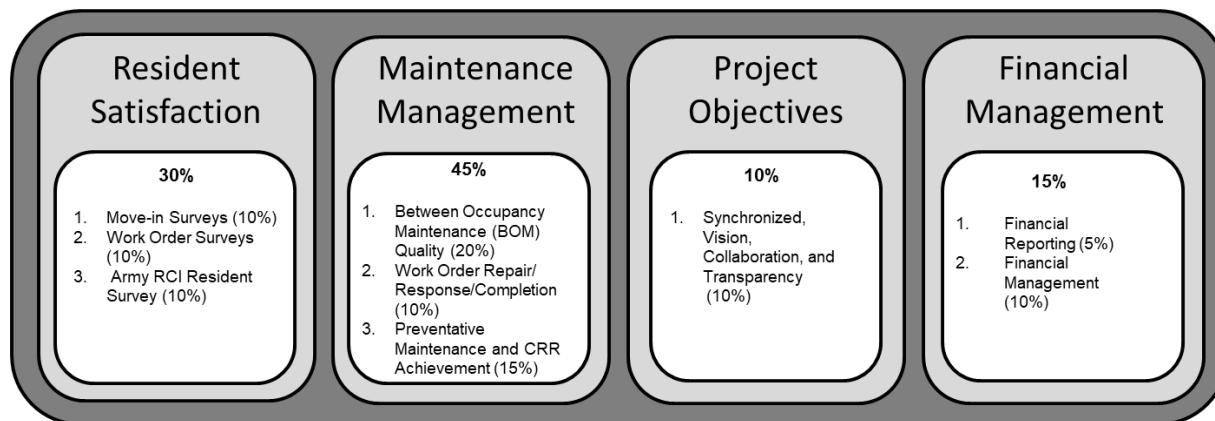 Resident
Satisfaction
30%
1. Move-in Surveys (10%)
2. Work Order Surveys
(10%)
3. Army RCI Resident
Survey (10%)
Maintenance
Management
45%
1. Between Occupancy
Maintenance (BOM)
Quality (20%)
2. Work Order Repair/
Response/Completion
(10%)
3. Preventative
Maintenance and CRR
Achievement (15%)
Project
Objectives
10%
1. Synchronized,
Vision,
Collaboration, and
Transparency
(10%)
Financial
Management
15%
1. Financial
Reporting (5%)
2. Financial
Management
(10%)